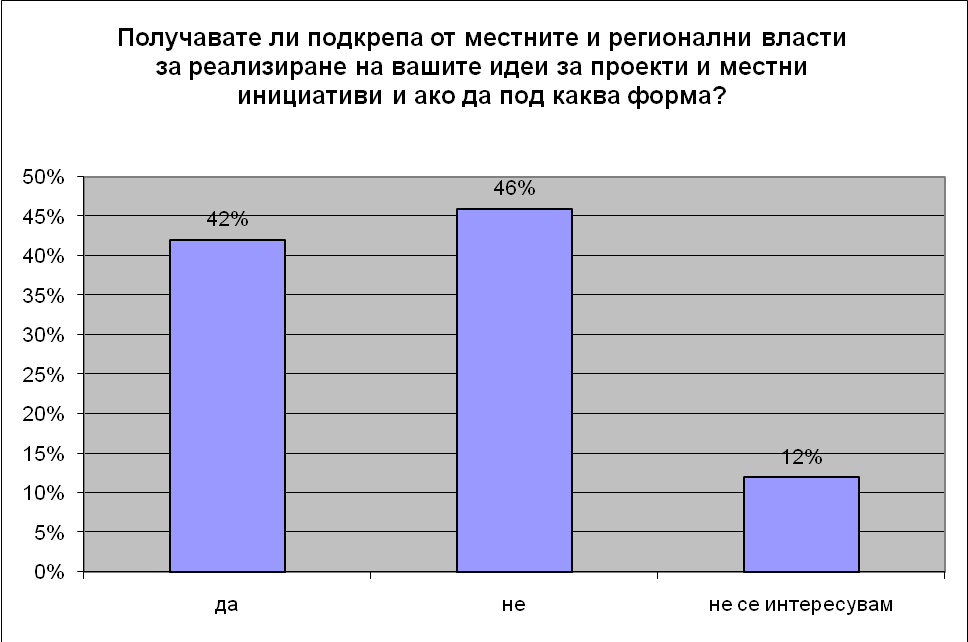 Получавате ли подкрепа от местните и регионални власти
за реализиране на вашите идеи за проекти и местни
инициативи и ако да под каква форма?
50%
45%
40%
35%
30%
25%
20%
15%
10%
5%
0%
42%
46%
12%
да
не
не се интересувам